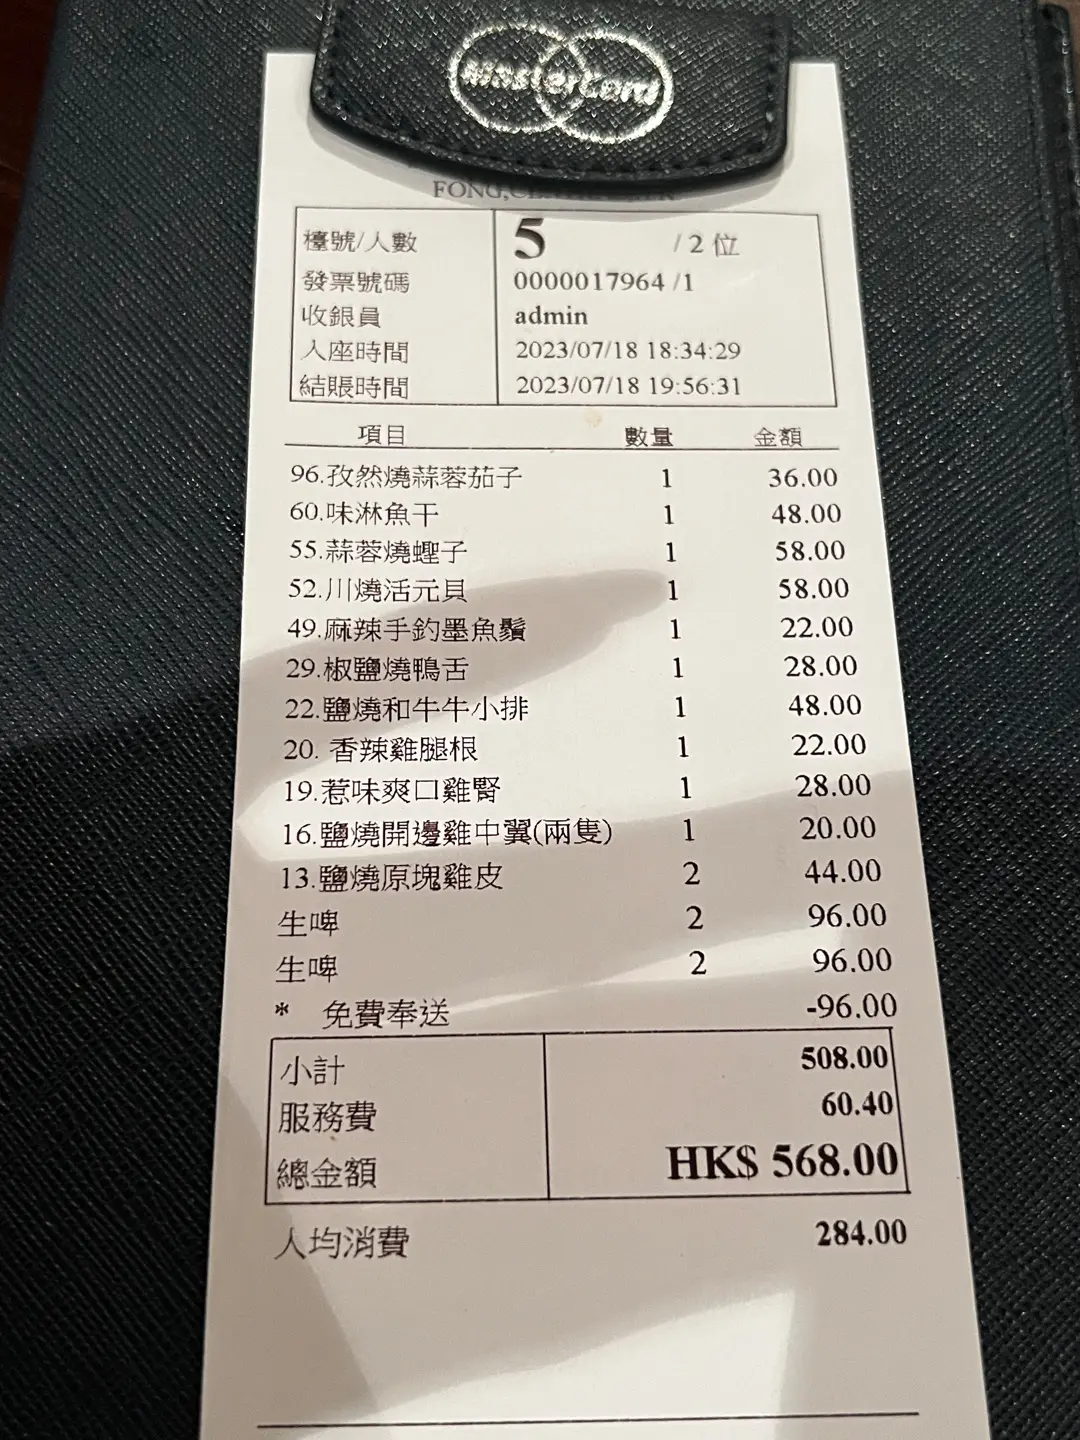 MasterCard
檯號/人數 5 /2 位
發票號碼 0000017964 /1
收銀員 admin
入座時間 2023/07/18 18:34:29
結賬時間 2023/07/18 19:56:31
項目 數量 金額
96.孜然燒蒜蓉茄子 1 36.00
60.味淋魚干 1 48.00
55.蒜蓉燒蟶子 1 58.00
52.川燒活元貝 1 58.00
49.麻辣手釣墨魚鬚 1 22.00
29.椒鹽燒鴨舌 1 28.00
22.鹽燒和牛牛小排 1 48.00
20. 香辣雞腿根 1 22.00
19.惹味爽口雞腎 1 28.00
16.鹽燒開邊雞中翼(兩隻) 1 20.00
13.鹽燒原塊雞皮 2 44.00
生啤 2 96.00
生啤 2 96.00
* 免費奉送 -96.00
小計 508.00
服務費 60.40
總金額 HK$ 568.00
人均消費 284.00